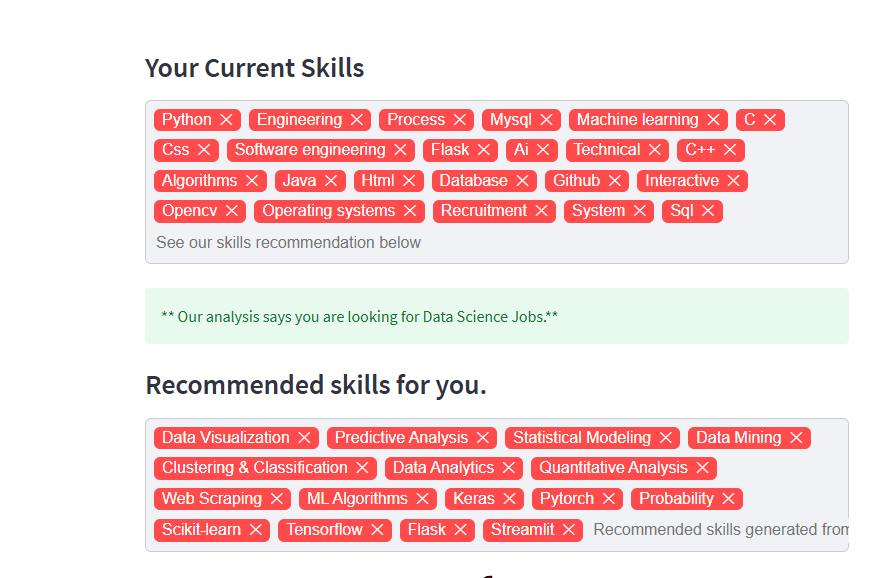 Your Current Skills
Python × Engineering × Process × Mysql × Machine learning × C ×
Css × Software engineering × Flask × Ai × Technical × C++ ×
Algorithms × Java × Html × Database × Github × Interactive ×
Opencv × Operating systems × Recruitment × System × Sql ×
See our skills recommendation below
** Our analysis says you are looking for Data Science Jobs.**
Recommended skills for you.
Data Visualization × Predictive Analysis × Statistical Modeling × Data Mining ×
Clustering & Classification × Data Analytics × Quantitative Analysis ×
Web Scraping × ML Algorithms × Keras × Pytorch × Probability ×
Scikit-learn × Tensorflow × Flask × Streamlit × Recommended skills generated from